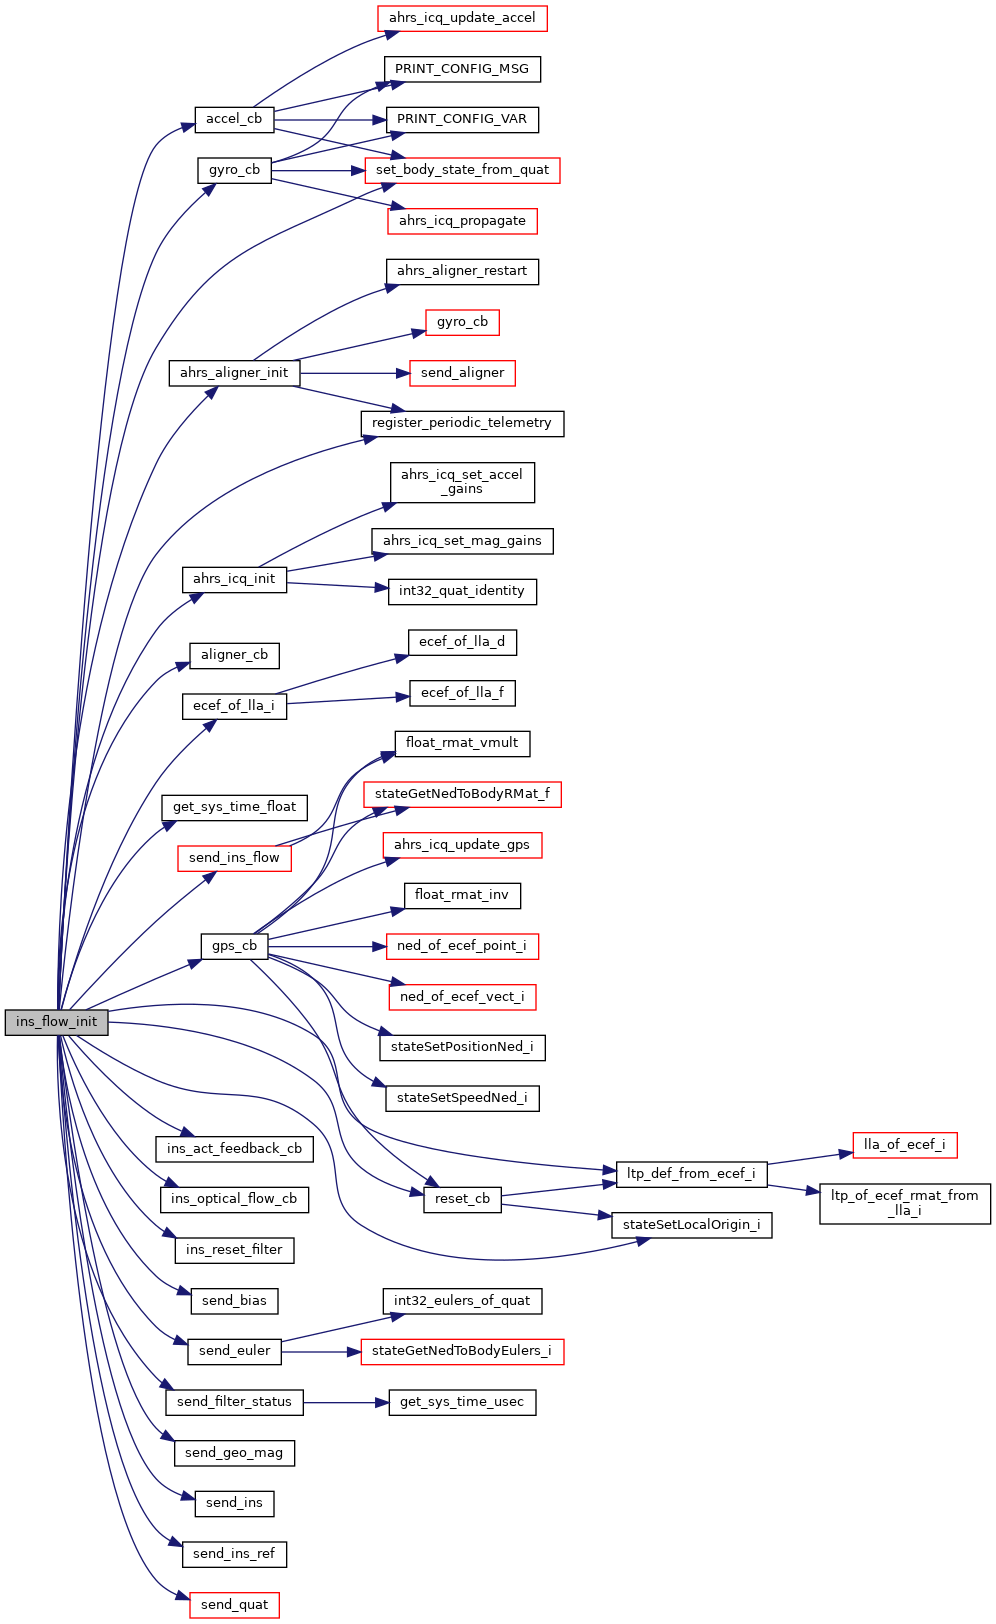 ahrs_icq_update_accel
PRINT_CONFIG_MSG
accel_cb
PRINT_CONFIG_VAR
gyro_cb
set_body_state_from_quat
ahrs_icq_propagate
ahrs_aligner_restart
gyro_cb
ahrs_aligner_init
send_aligner
register_periodic_telemetry
ahrs_icq_set_accel
_gains
ahrs_icq_set_mag_gains
ahrs_icq_init
int32_quat_identity
ecef_of_lla_d
aligner_cb
ecef_of_lla_i
ecef_of_lla_f
float_rmat_vmult
stateGetNedToBodyRMat_f
get_sys_time_float
ahrs_icq_update_gps
send_ins_flow
float_rmat_inv
gps_cb
ned_of_ecef_point_i
ned_of_ecef_vect_i
ins_flow_init
stateSetPositionNed_i
stateSetSpeedNed_i
ins_act_feedback_cb
lla_of_ecef_i
ltp_def_from_ecef_i
ins_optical_flow_cb
reset_cb
ltp_of_ecef_rmat_from
_lla_i
stateSetLocalOrigin_i
ins_reset_filter
send_bias
int32_eulers_of_quat
send_euler
stateGetNedToBodyEulers_i
send_filter_status
get_sys_time_usec
send_geo_mag
send_ins
send_ins_ref
send_quat